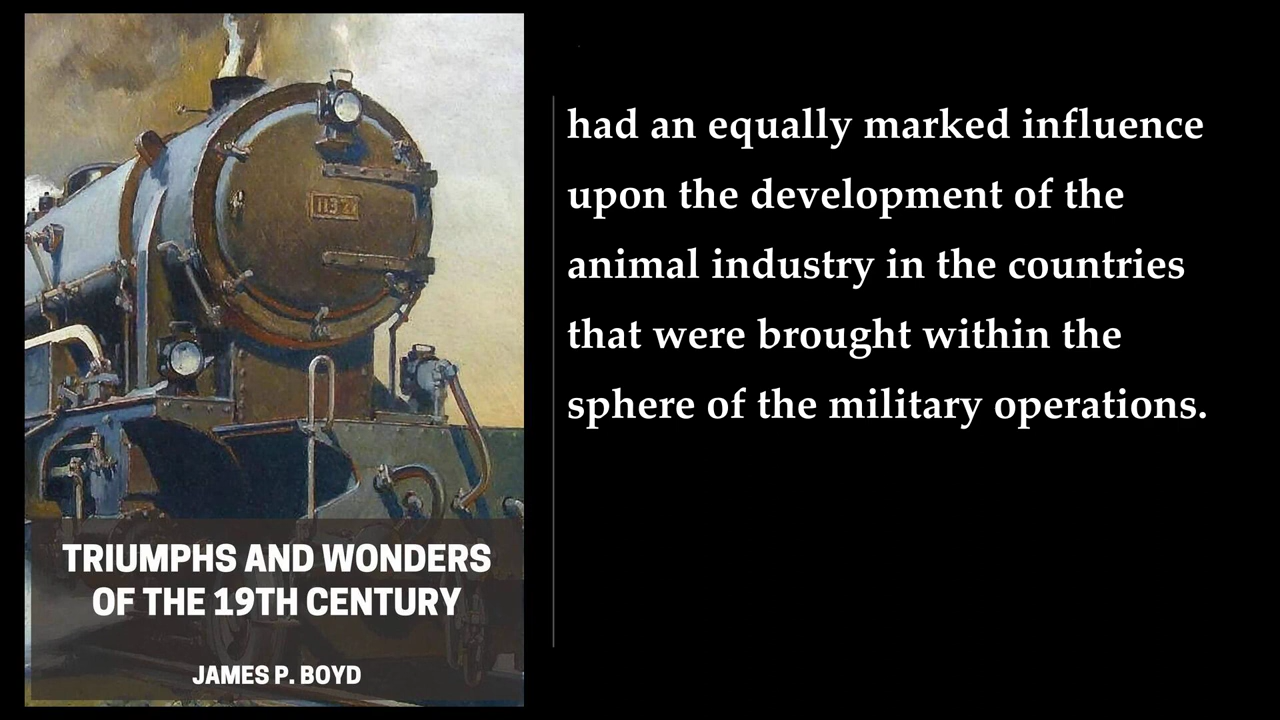 had an equally marked influence
upon the development of the
animal industry in the countries
that were brought within the
sphere of the military operations.
TRIUMPHS AND WONDERS
OF THE 19TH CENTURY
JAMES P. BOYD